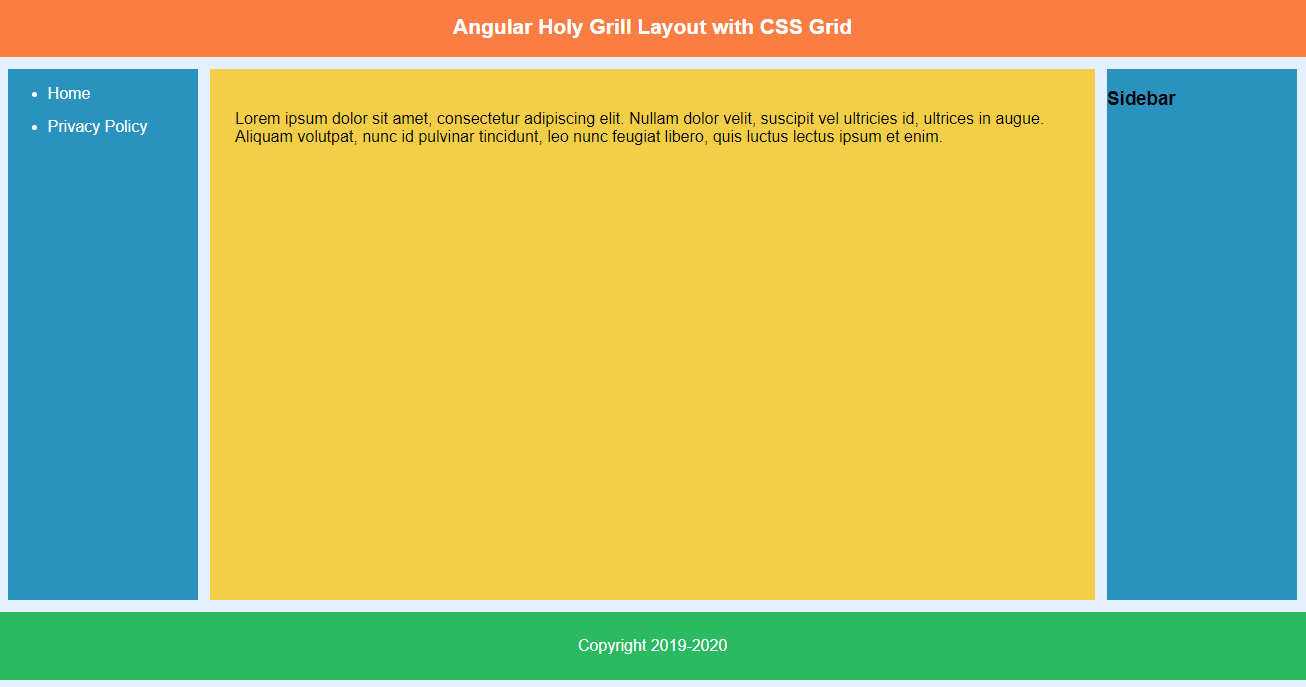 Angular Holy Grill Layout with CSS Grid
Home
Privacy Policy
Lorem ipsum dolor sit amet, consectetur adipiscing elit. Nullam dolor velit, suscipit vel ultricies id, ultrices in augue.
Aliquam volutpat, nunc id pulvinar tincidunt, leo nunc feugiat libero, quis luctus lectus ipsum et enim.
Sidebar
Copyright 2019-2020